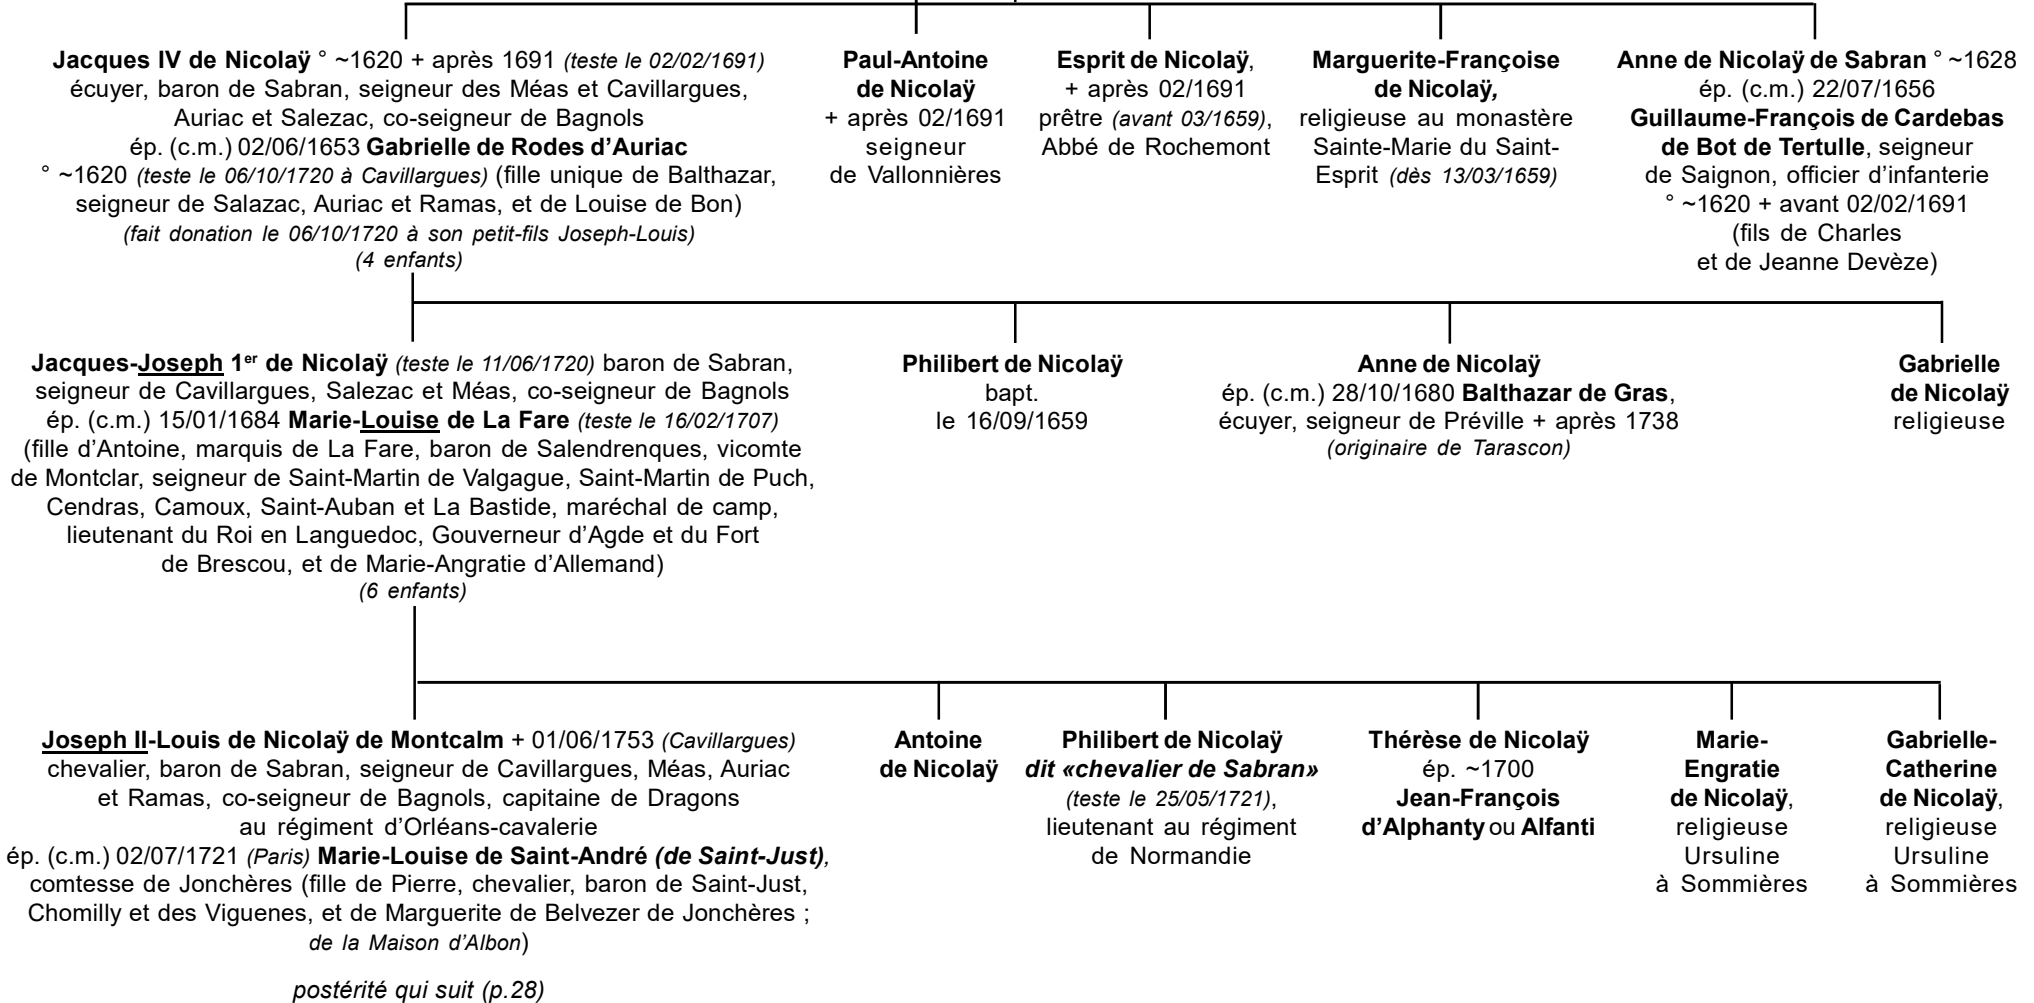 Jacques IV de Nicolaÿ ° ~1620 + après 1691 (teste le 02/02/1691)
écuyer, baron de Sabran, seigneur des Méas et Cavillargues,
Auriac et Salezac, co-seigneur de Bagnols
ép. (c.m.) 02/06/1653 Gabrielle de Rodes d’Auriac
° ~1620 (teste le 06/10/1720 à Cavillargues) (fille unique de Balthazar,
seigneur de Salazac, Auriac et Ramas, et de Louise de Bon)
(fait donation le 06/10/1720 à son petit-fils Joseph-Louis)
(4 enfants)
Paul-Antoine
de Nicolaÿ
+ après 02/1691
seigneur
de Vallonnières
Esprit de Nicolaÿ,
+ après 02/1691
prêtre (avant 03/1659),
Abbé de Rochemont
Marguerite-Françoise
de Nicolaÿ,
religieuse au monastère
Sainte-Marie du Saint-
Esprit (dès 13/03/1659)
Anne de Nicolaÿ de Sabran ° ~1628
ép. (c.m.) 22/07/1656
Guillaume-François de Cardebas
de Bot de Tertulle, seigneur
de Saignon, officier d’infanterie
° ~1620 + avant 02/02/1691
(fils de Charles
et de Jeanne Devèze)
Jacques-Joseph 1er de Nicolaÿ (teste le 11/06/1720) baron de Sabran,
seigneur de Cavillargues, Salezac et Méas, co-seigneur de Bagnols
ép. (c.m.) 15/01/1684 Marie-Louise de La Fare (teste le 16/02/1707)
(fille d’Antoine, marquis de La Fare, baron de Salendrenques, vicomte
de Montclar, seigneur de Saint-Martin de Valgague, Saint-Martin de Puch,
Cendras, Camoux, Saint-Auban et La Bastide, maréchal de camp,
lieutenant du Roi en Languedoc, Gouverneur d’Agde et du Fort
de Brescou, et de Marie-Angratie d’Allemand)
(6 enfants)
Philibert de Nicolaÿ
bapt.
le 16/09/1659
Anne de Nicolaÿ
ép. (c.m.) 28/10/1680 Balthazar de Gras,
écuyer, seigneur de Préville + après 1738
(originaire de Tarascon)
Gabrielle
de Nicolaÿ
religieuse
Joseph II-Louis de Nicolaÿ de Montcalm + 01/06/1753 (Cavillargues)
chevalier, baron de Sabran, seigneur de Cavillargues, Méas, Auriac
et Ramas, co-seigneur de Bagnols, capitaine de Dragons
au régiment d’Orléans-cavalerie
ép. (c.m.) 02/07/1721 (Paris) Marie-Louise de Saint-André (de Saint-Just),
comtesse de Jonchères (fille de Pierre, chevalier, baron de Saint-Just,
Chomilly et des Viguenes, et de Marguerite de Belvezer de Jonchères ;
de la Maison d’Albon)
postérité qui suit (p.28)
Antoine
de Nicolaÿ
Philibert de Nicolaÿ
dit «chevalier de Sabran»
(teste le 25/05/1721),
lieutenant au régiment
de Normandie
Thérèse de Nicolaÿ
ép. ~1700
Jean-François
d’Alphanty ou Alfanti
Marie-
Engratie
de Nicolaÿ,
religieuse
Ursuline
à Sommières
Gabrielle-
Catherine
de Nicolaÿ,
religieuse
Ursuline
à Sommières